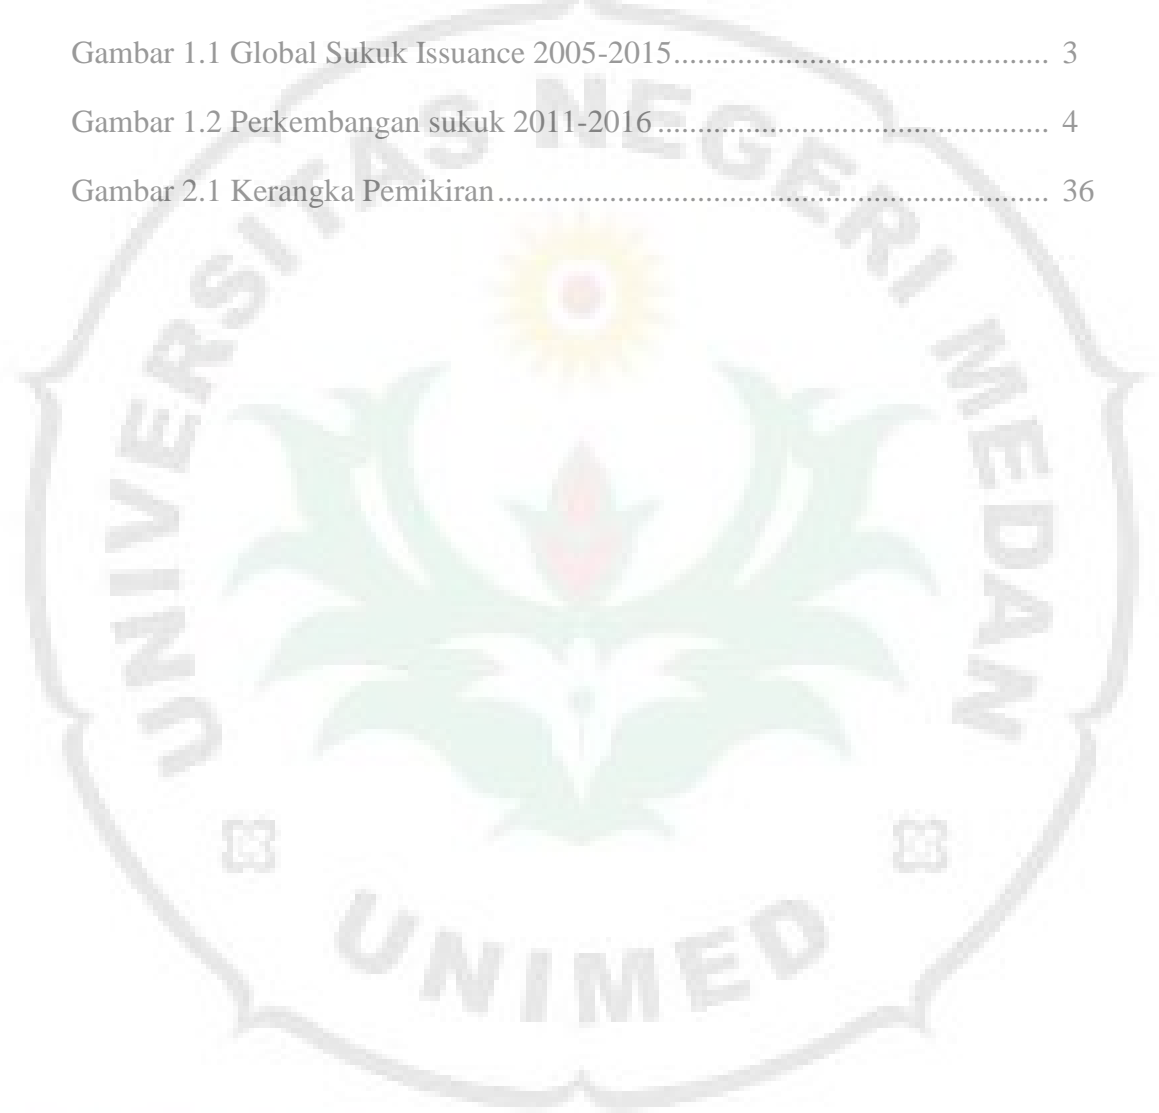 Gambar 1.1 Global Sukuk Issuance 2005-2015............................................... 3
Gambar 1.2 Perkembangan sukuk 2011-2016................................................. 4
Gambar 2.1 Kerangka Pemikiran..................................................................... 36
UNIVERSITAS NEGERI MEDAN
UNIMED